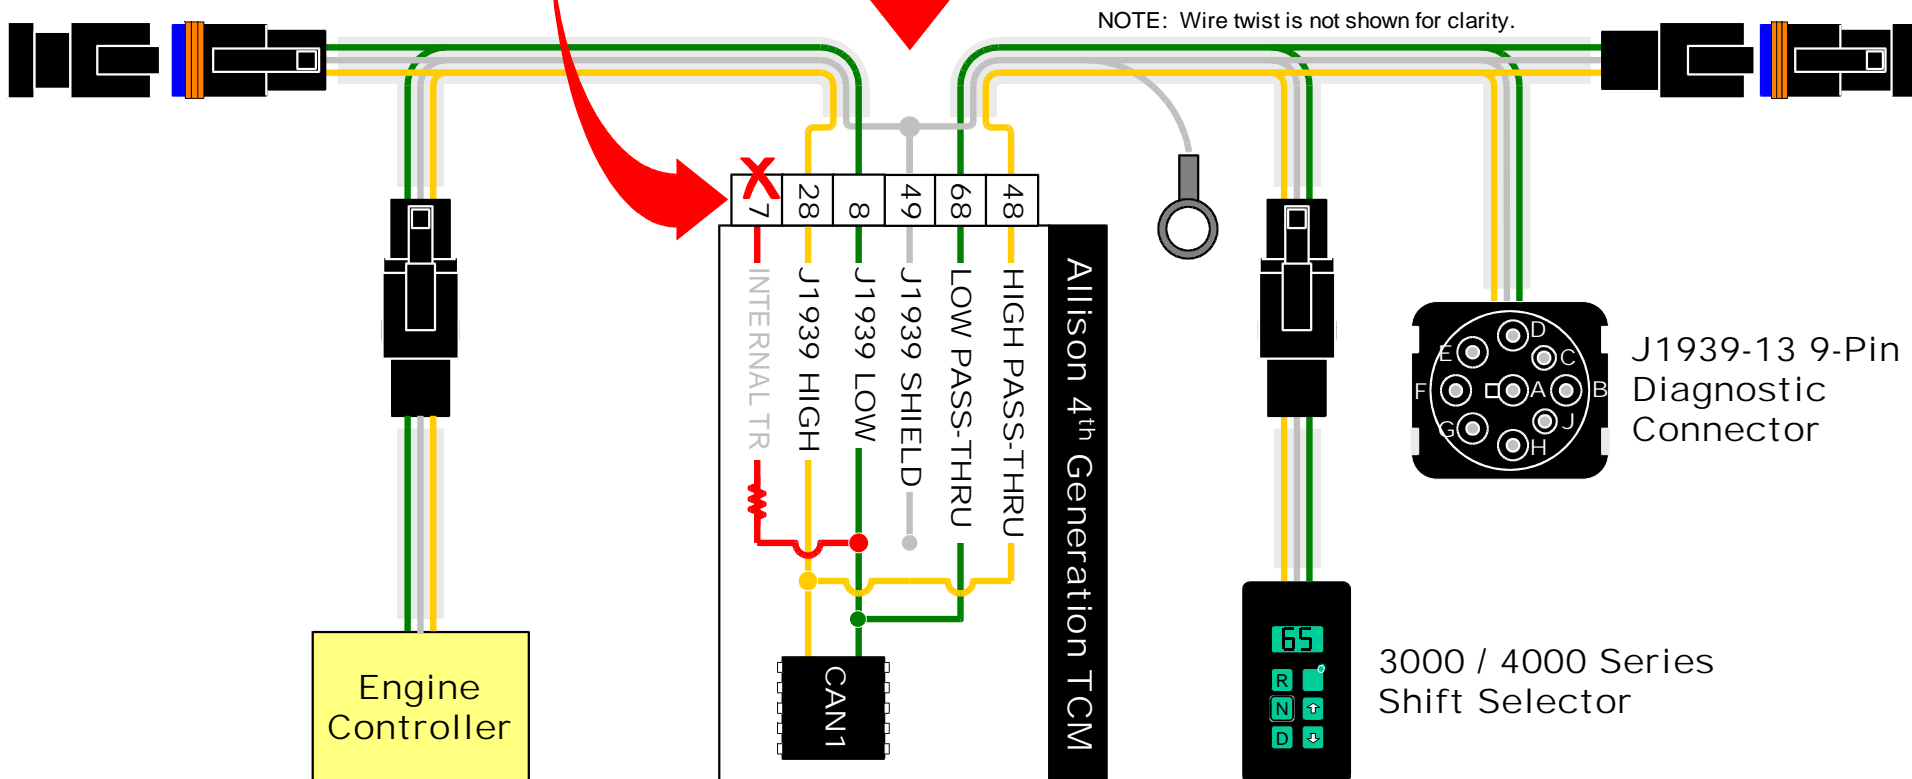 NOTE: Wire twist is not shown for clarity.
X
7
28
8
49
68
48
INTERNAL TR
J1939 HIGH
J1939 LOW
J1939 SHIELD
LOW PASS-THRU
HIGH PASS-THRU
Allison 4th Generation TCM
CAN1
Engine
Controller
D
E
C
F
A
B
G
J
H
J1939-13 9-Pin
Diagnostic
Connector
65
R
N
D
3000 / 4000 Series
Shift Selector